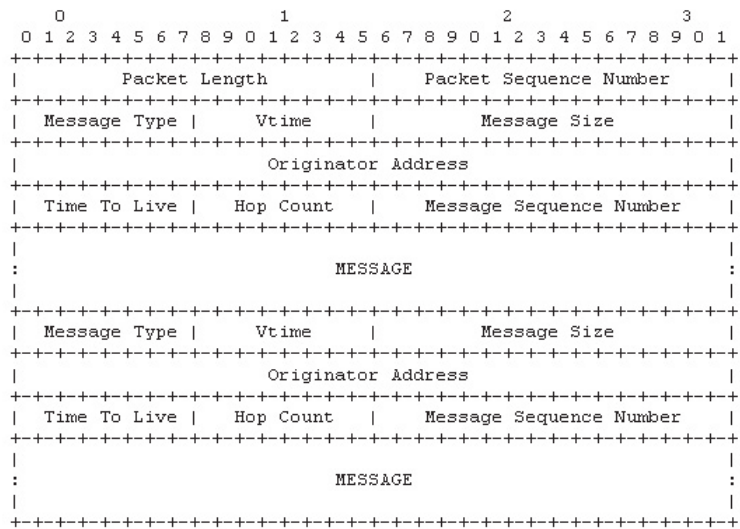 0 1 2 3
0 1 2 3 4 5 6 7 8 9 0 1 2 3 4 5 6 7 8 9 0 1 2 3 4 5 6 7 8 9 0 1
+-+-+-+-+-+-+-+-+-+-+-+-+-+-+-+-+-+-+-+-+-+-+-+-+-+-+-+-+-+-+-+-+
| Packet Length | Packet Sequence Number |
+-+-+-+-+-+-+-+-+-+-+-+-+-+-+-+-+-+-+-+-+-+-+-+-+-+-+-+-+-+-+-+-+
| Message Type | Vtime | Message Size |
+-+-+-+-+-+-+-+-+-+-+-+-+-+-+-+-+-+-+-+-+-+-+-+-+-+-+-+-+-+-+-+-+
| Originator Address |
+-+-+-+-+-+-+-+-+-+-+-+-+-+-+-+-+-+-+-+-+-+-+-+-+-+-+-+-+-+-+-+-+
| Time To Live | Hop Count | Message Sequence Number |
+-+-+-+-+-+-+-+-+-+-+-+-+-+-+-+-+-+-+-+-+-+-+-+-+-+-+-+-+-+-+-+-+
| |
: MESSAGE :
| |
+-+-+-+-+-+-+-+-+-+-+-+-+-+-+-+-+-+-+-+-+-+-+-+-+-+-+-+-+-+-+-+-+
| Message Type | Vtime | Message Size |
+-+-+-+-+-+-+-+-+-+-+-+-+-+-+-+-+-+-+-+-+-+-+-+-+-+-+-+-+-+-+-+-+
| Originator Address |
+-+-+-+-+-+-+-+-+-+-+-+-+-+-+-+-+-+-+-+-+-+-+-+-+-+-+-+-+-+-+-+-+
| Time To Live | Hop Count | Message Sequence Number |
+-+-+-+-+-+-+-+-+-+-+-+-+-+-+-+-+-+-+-+-+-+-+-+-+-+-+-+-+-+-+-+-+
| |
: MESSAGE :
| |
+-+-+-+-+-+-+-+-+-+-+-+-+-+-+-+-+-+-+-+-+-+-+-+-+-+-+-+-+-+-+-+-+